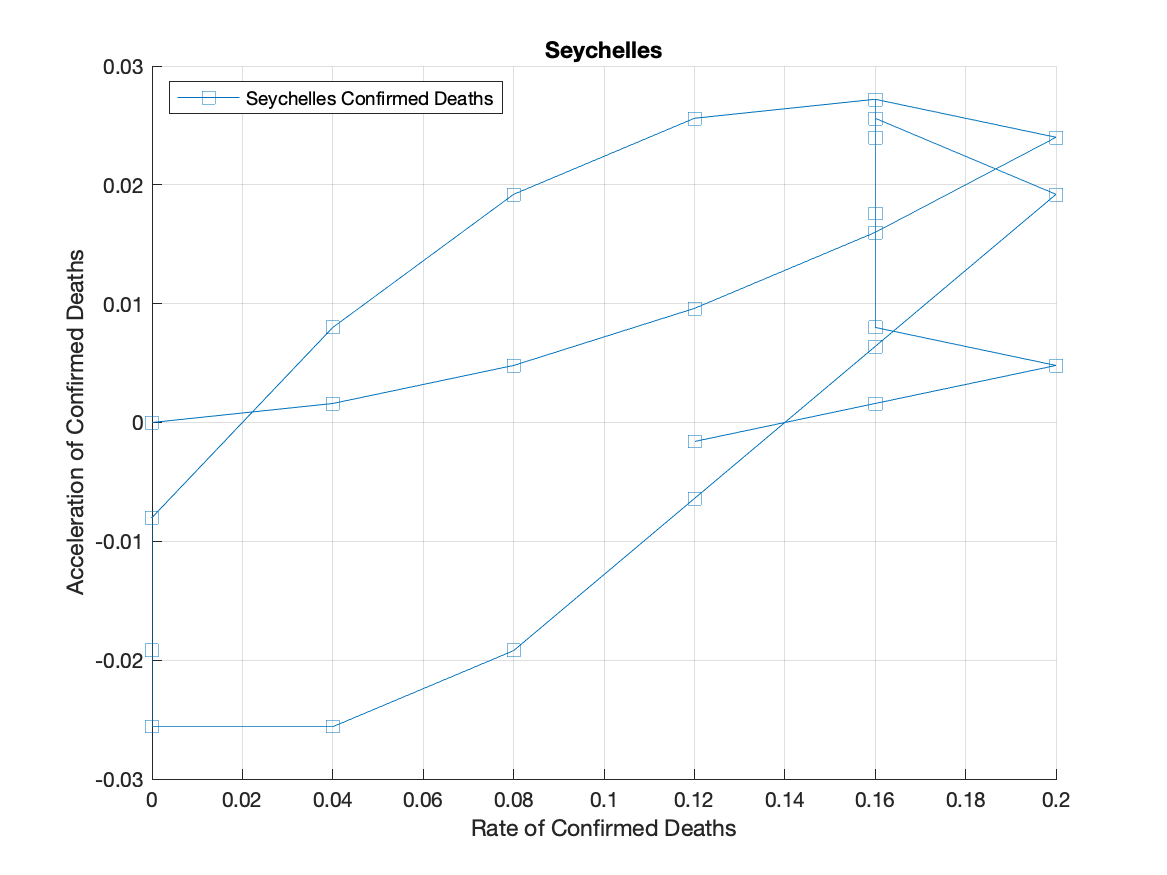 Seychelles
Seychelles Confirmed Deaths
0.03
0.02
0.01
0
-0.01
-0.02
-0.03
Acceleration of Confirmed Deaths
0 0.02 0.04 0.06 0.08 0.1 0.12 0.14 0.16 0.18 0.2
Rate of Confirmed Deaths